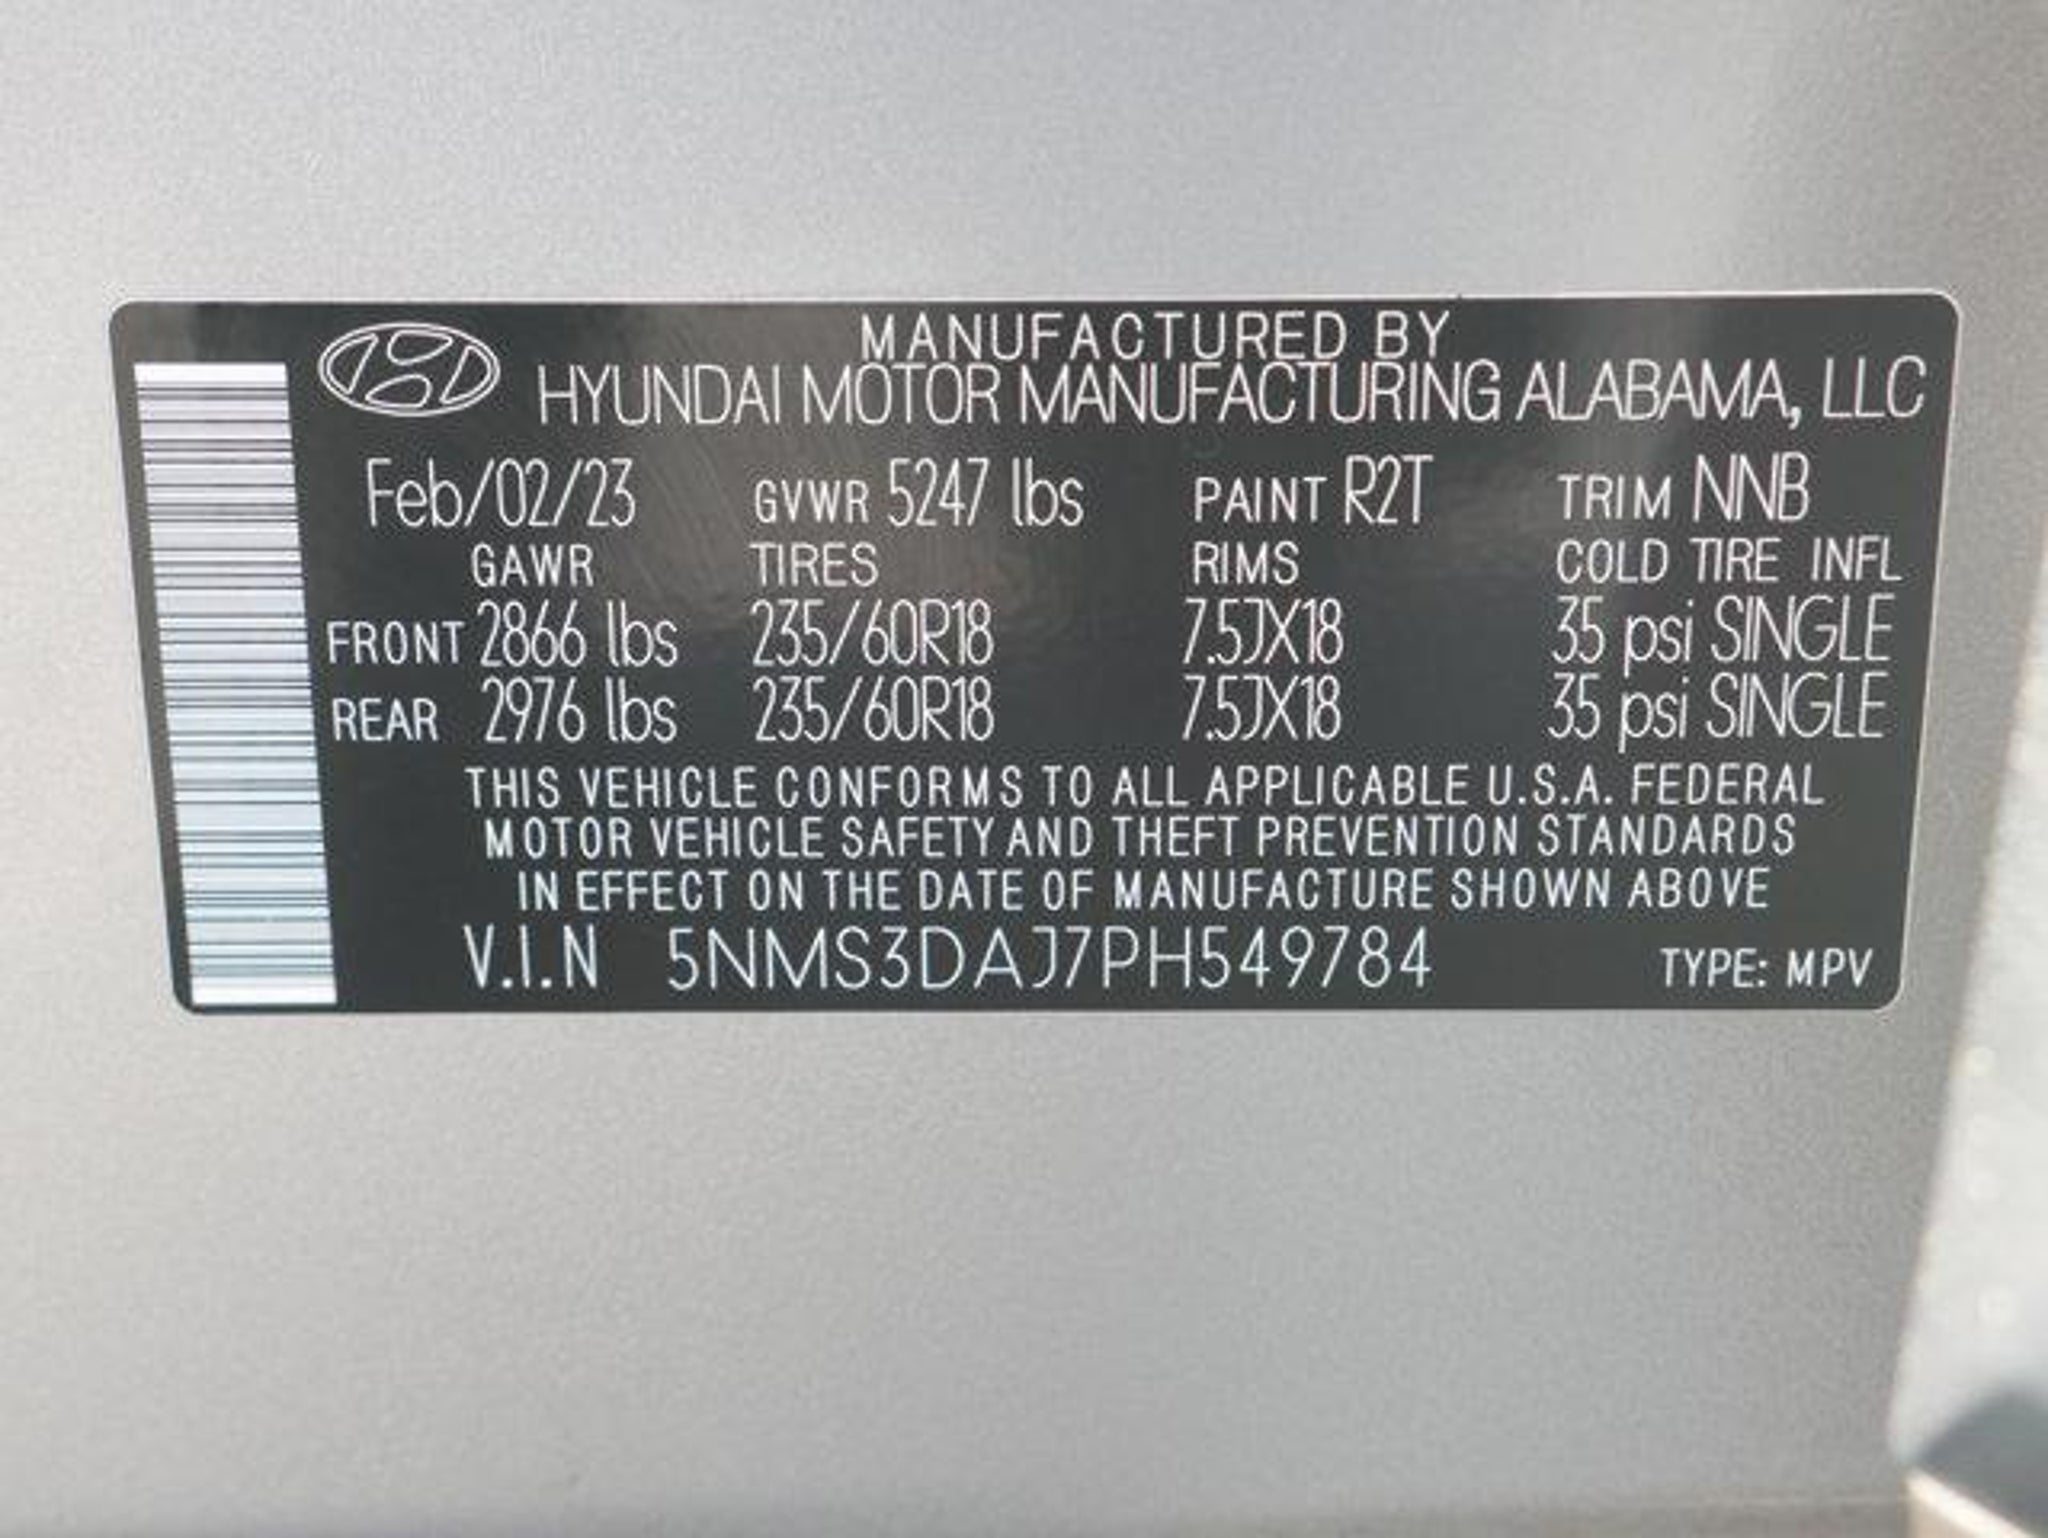 MANUFACTURED BY
HYUNDAI MOTOR MANUFACTURING ALABAMA, LLC
Feb/02/23 GVWR 5247 lbs PAINT R2T TRIM NNB
GAWR TIRES RIMS COLD TIRE INFL
FRONT 2866 lbs 235/60R18 7.5JX18 35 psi SINGLE
REAR 2976 lbs 235/60R18 7.5JX18 35 psi SINGLE
THIS VEHICLE CONFORMS TO ALL APPLICABLE U.S.A. FEDERAL
MOTOR VEHICLE SAFETY AND THEFT PREVENTION STANDARDS
IN EFFECT ON THE DATE OF MANUFACTURE SHOWN ABOVE
V.I.N 5NMS3DAJ7PH549784 TYPE: MPV